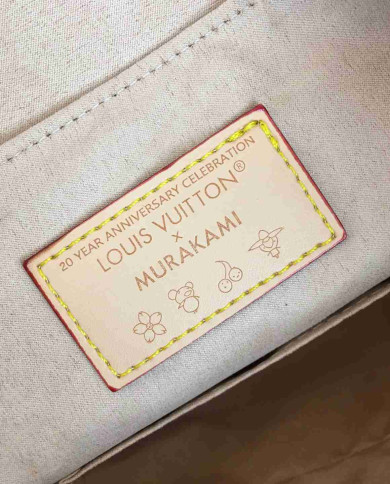 20 YEAR ANNIVERSARY CELEBRATION
LOUIS VUITTON®
×
MURAKAMI